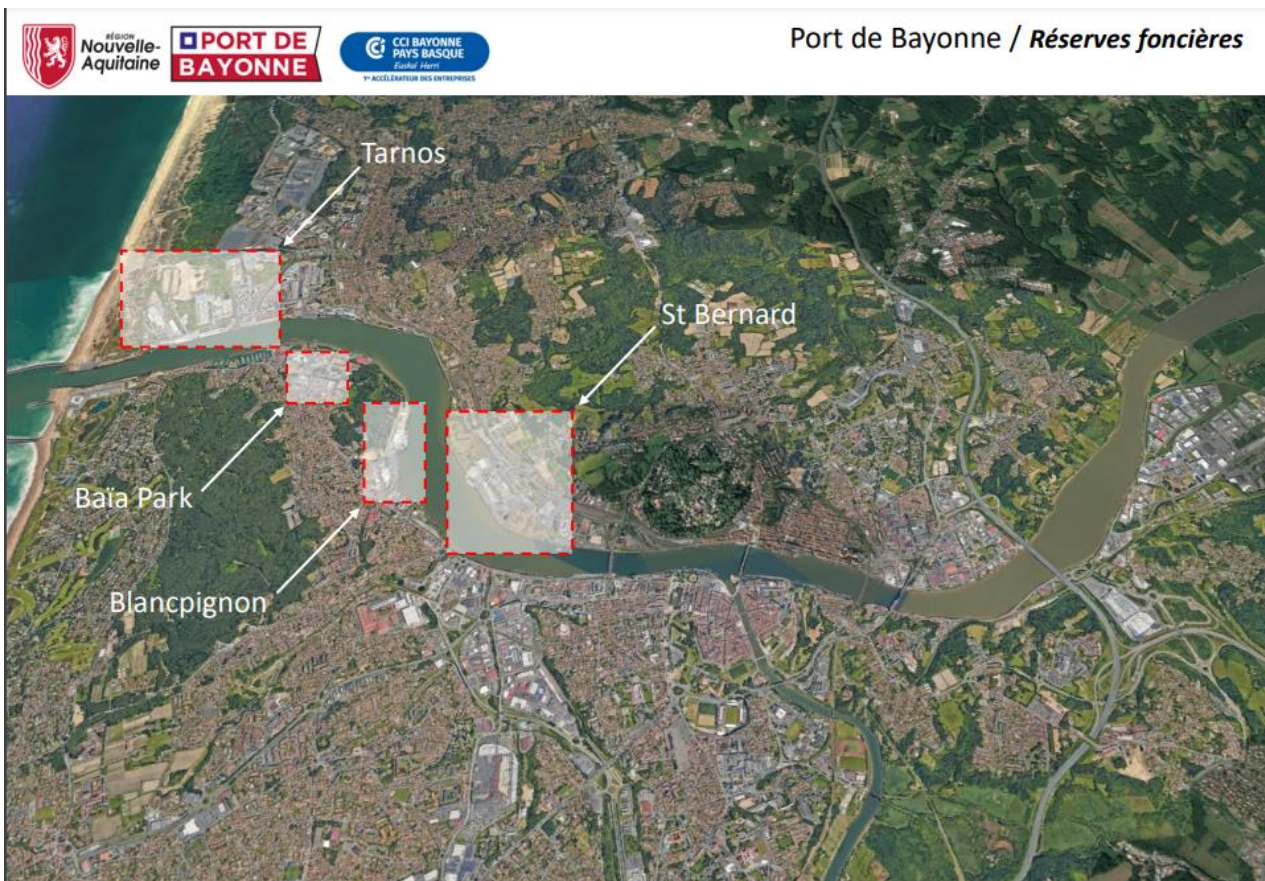 RÉGION
Nouvelle-
Aquitaine
PORT DE
BAYONNE
CCI BAYONNE
PAYS BASQUE
Euskal Herri
1er ACCÉLÉRATEUR DES ENTREPRISES
Port de Bayonne / Réserves foncières
Tarnos
St Bernard
Baïa Park
Blancpignon